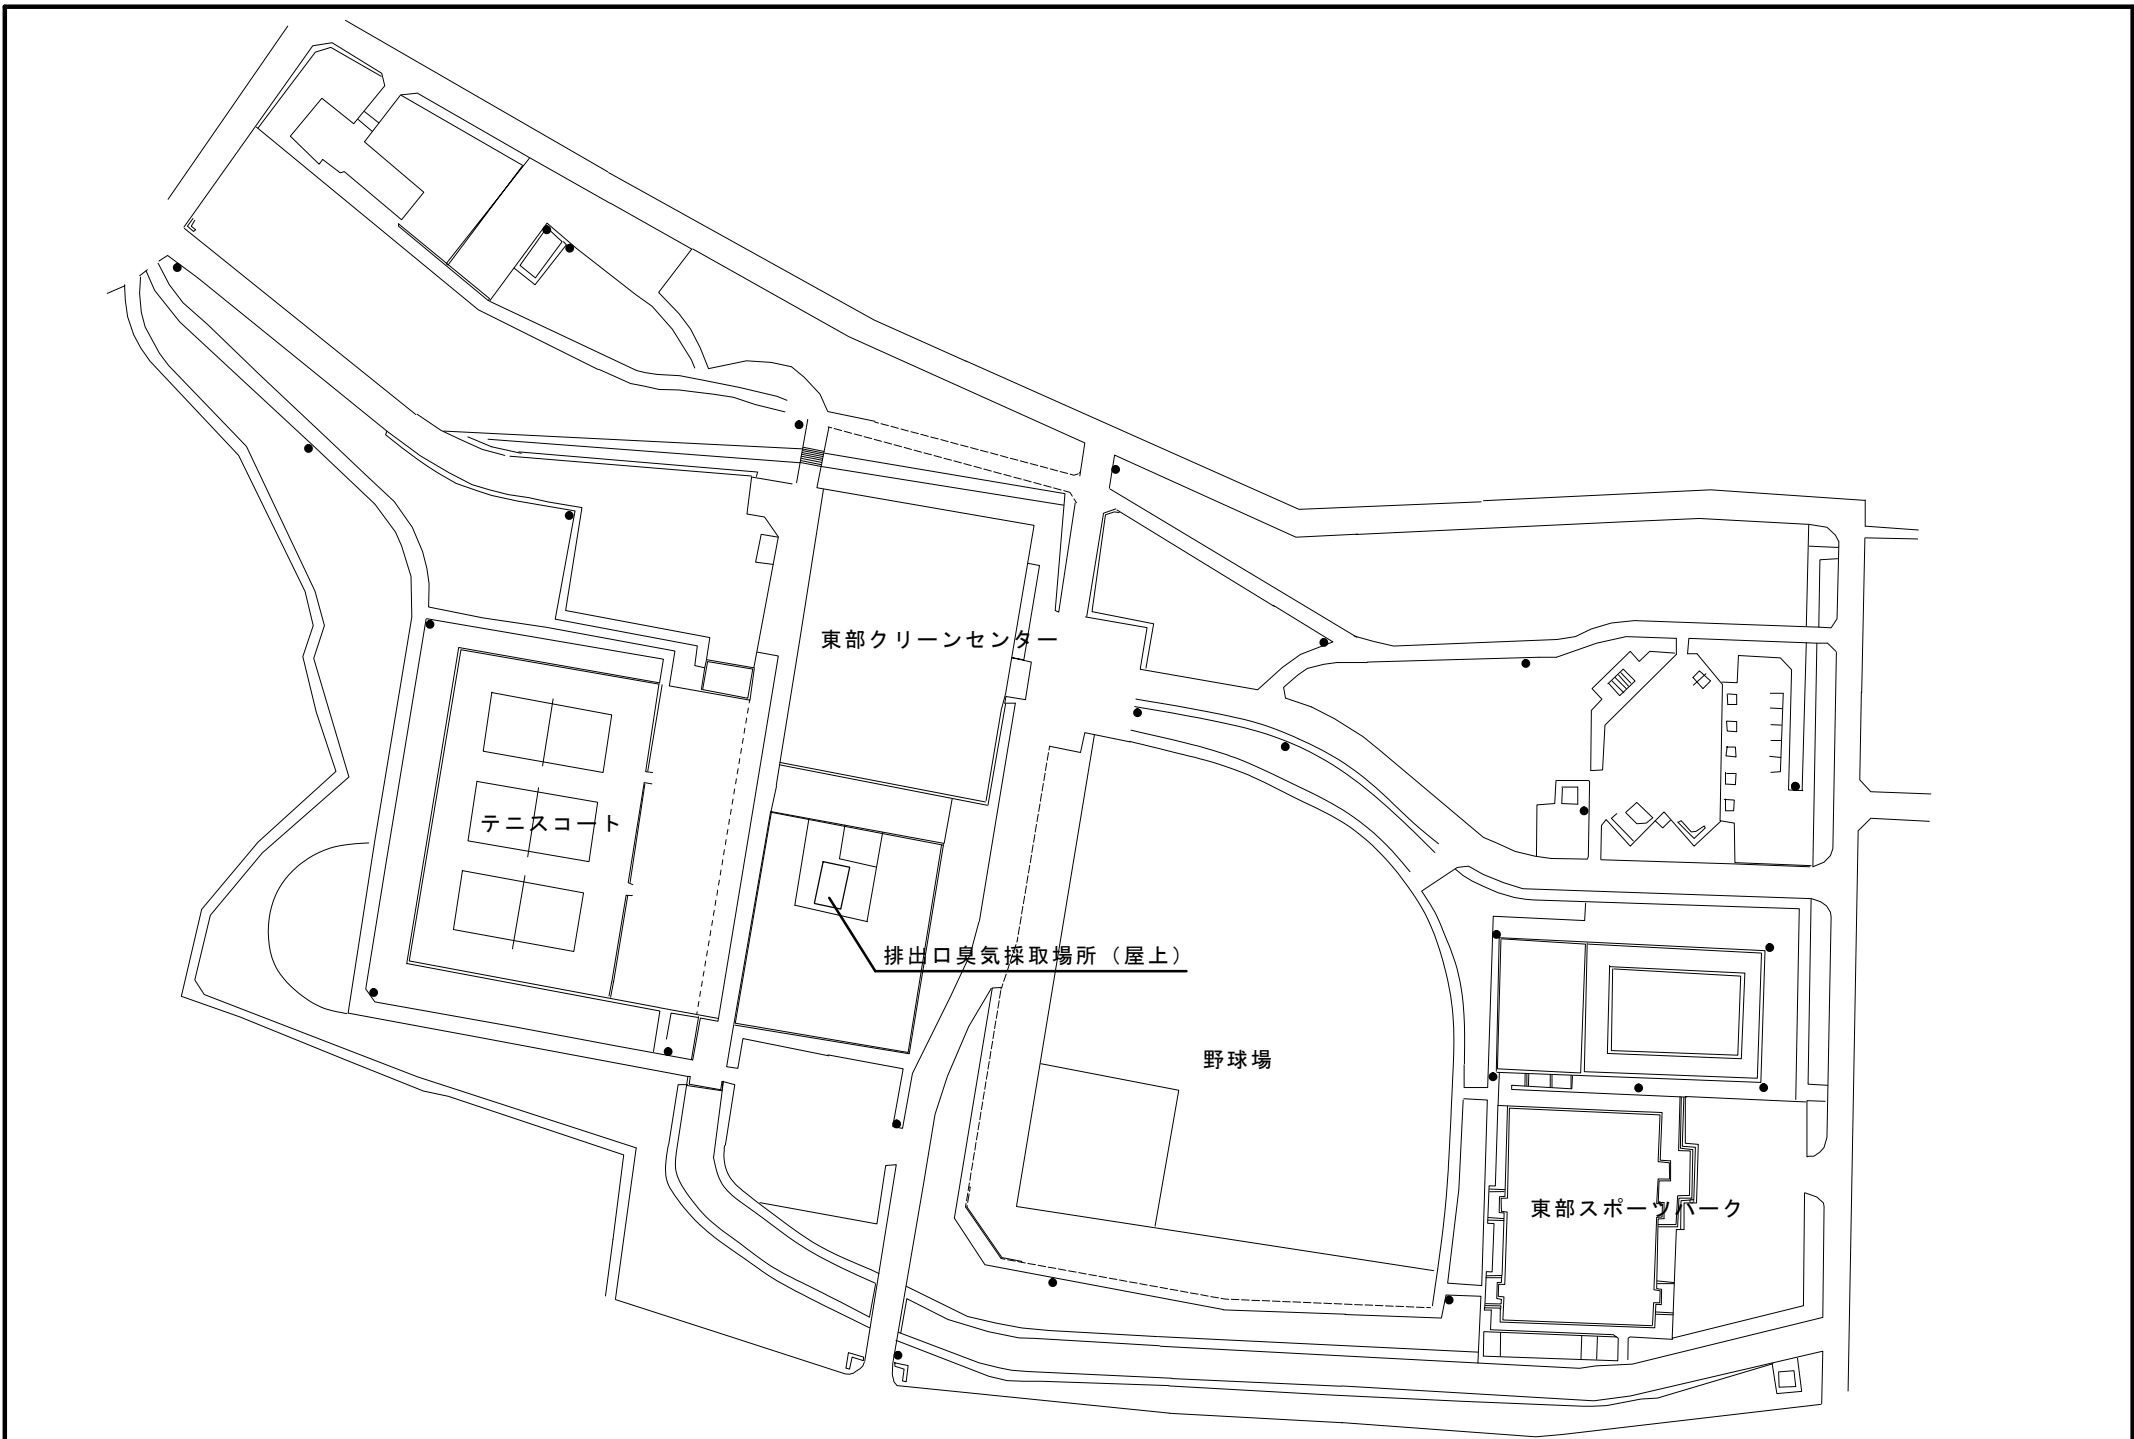 東部クリーンセンター
テニスコート
排出口臭気採取場所（屋上）
野球場
東部スポーツパーク